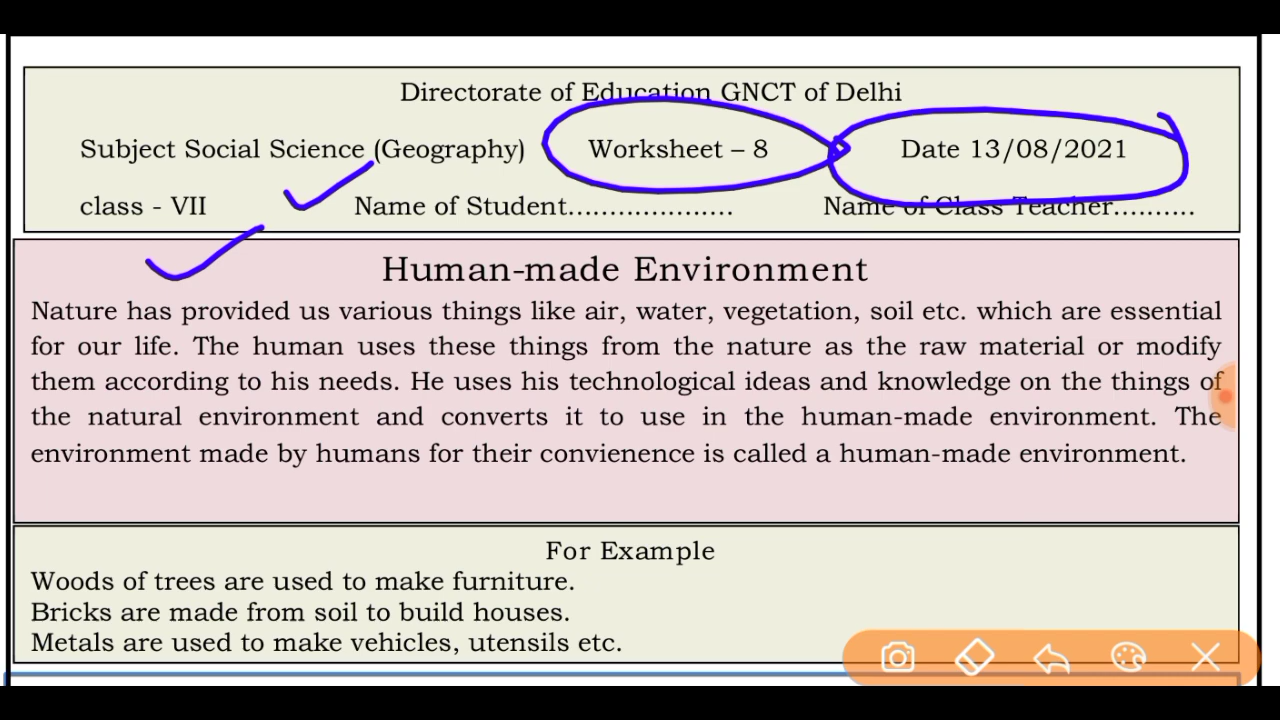 Directorate of Education GNCT of Delhi
Subject Social Science (Geography) Worksheet – 8 Date 13/08/2021
class - VII Name of Student.................... Name of Class Teacher..........
Human-made Environment
Nature has provided us various things like air, water, vegetation, soil etc. which are essential
for our life. The human uses these things from the nature as the raw material or modify
them according to his needs. He uses his technological ideas and knowledge on the things of
the natural environment and converts it to use in the human-made environment. The
environment made by humans for their convienence is called a human-made environment.
For Example
Woods of trees are used to make furniture.
Bricks are made from soil to build houses.
Metals are used to make vehicles, utensils etc.